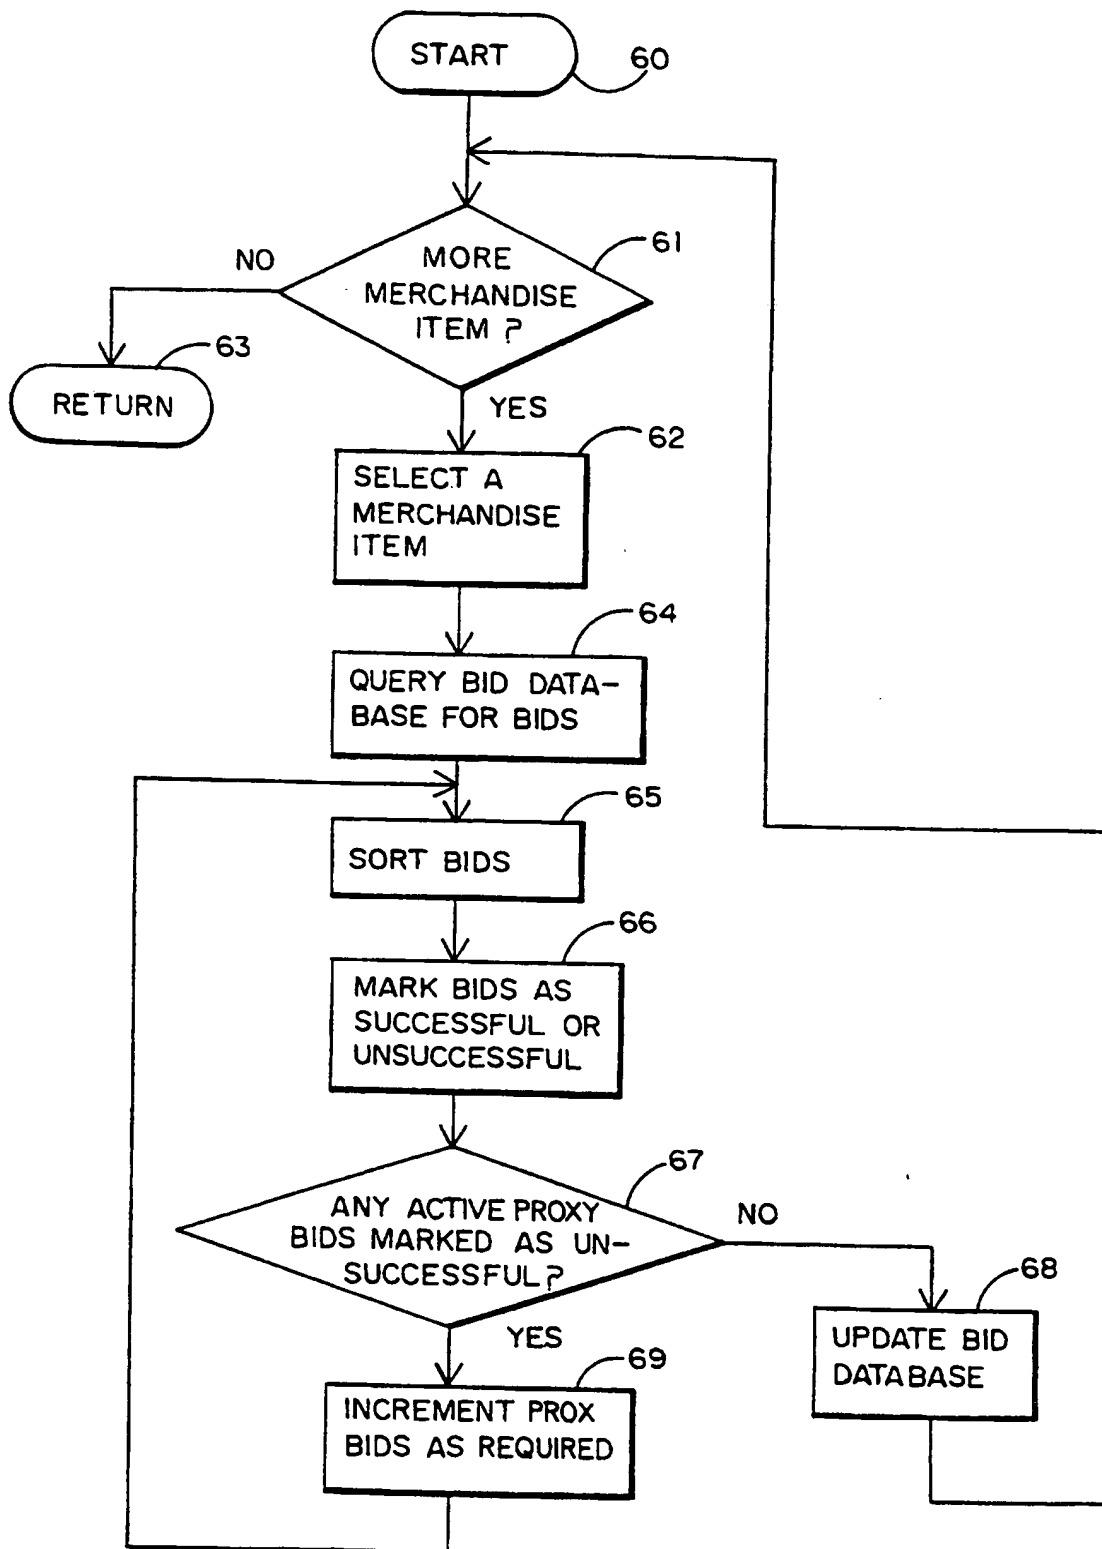 START
60
MORE
MERCHANDISE
ITEM ?
61
NO
63
RETURN
YES
62
SELECT A
MERCHANDISE
ITEM
64
QUERY BID DATA-
BASE FOR BIDS
65
SORT BIDS
66
MARK BIDS AS
SUCCESSFUL OR
UNSUCCESSFUL
67
ANY ACTIVE PROXY
BIDS MARKED AS UN-
SUCCESSFUL?
NO
68
UPDATE BID
DATABASE
YES
69
INCREMENT PROX
BIDS AS REQUIRED